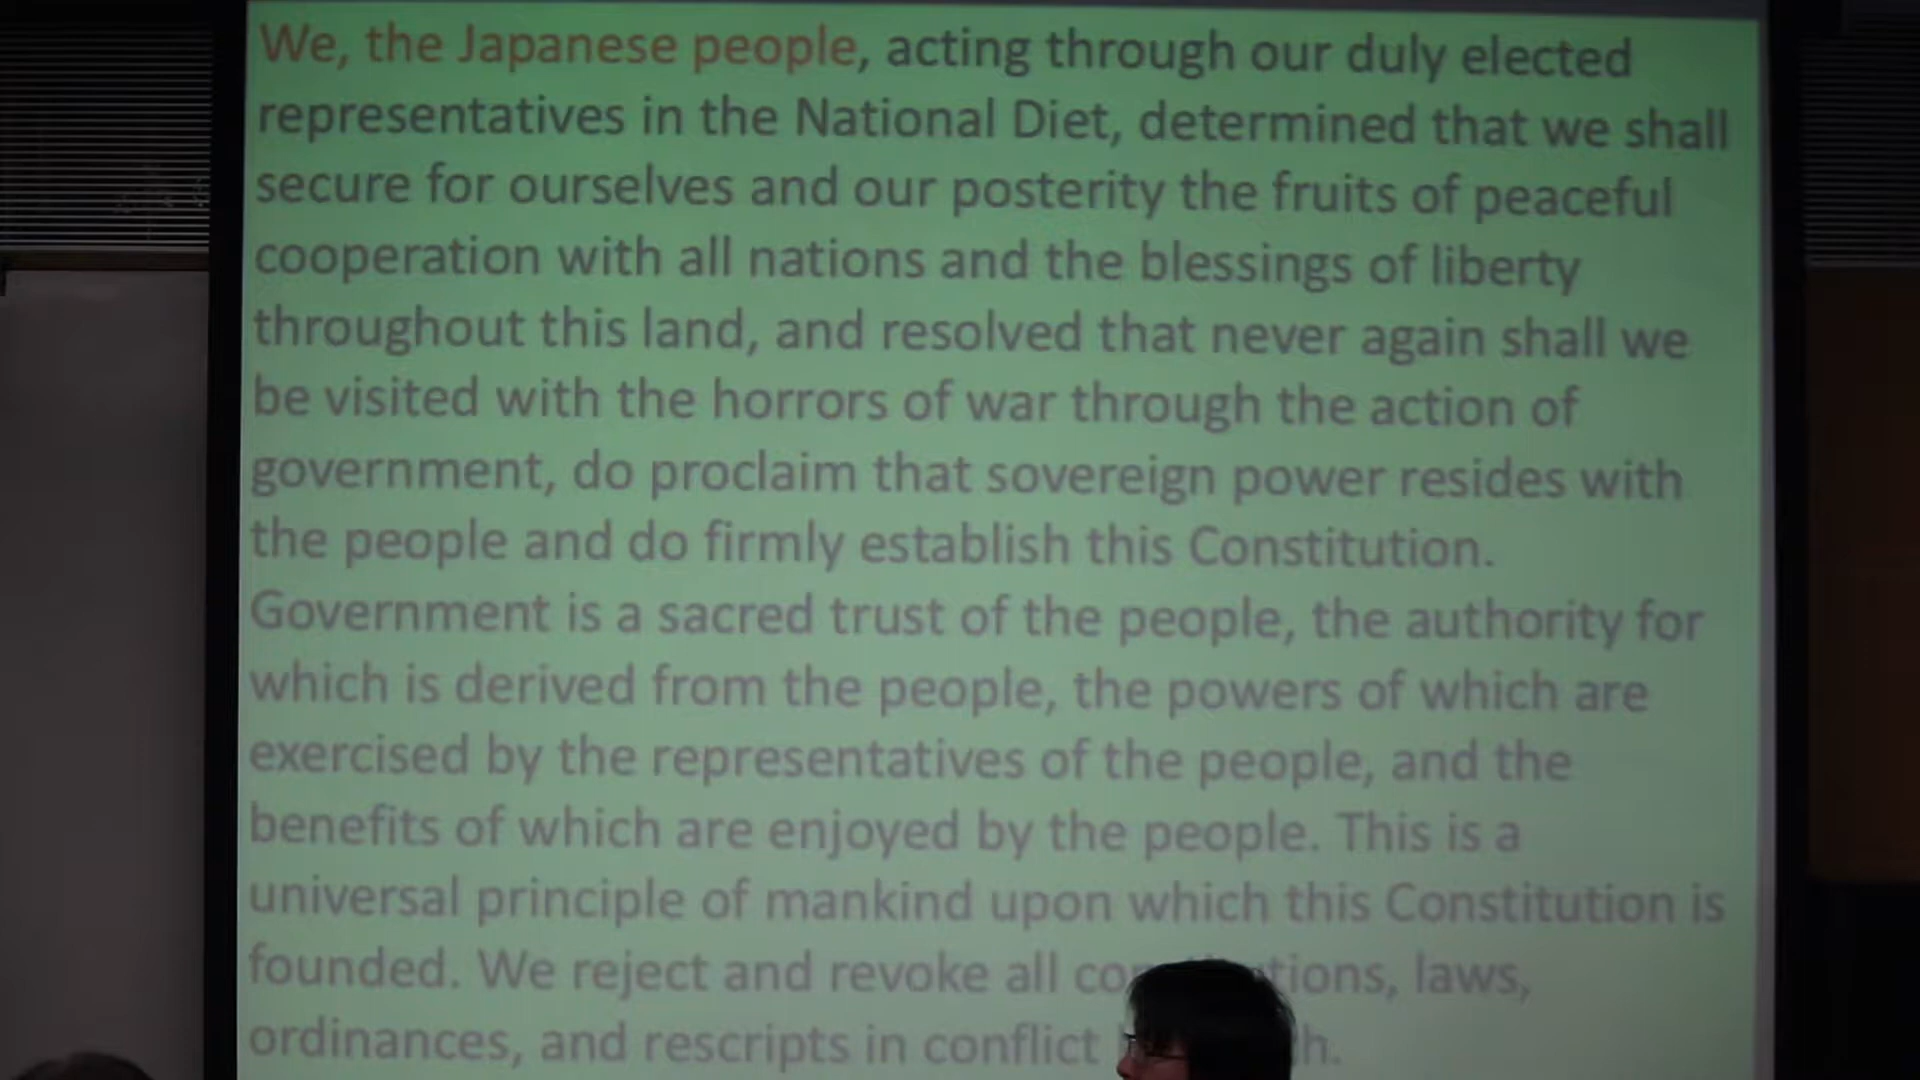 We, the Japanese people, acting through our duly elected
representatives in the National Diet, determined that we shall
secure for ourselves and our posterity the fruits of peaceful
cooperation with all nations and the blessings of liberty
throughout this land, and resolved that never again shall we
be visited with the horrors of war through the action of
government, do proclaim that sovereign power resides with
the people and do firmly establish this Constitution.
Government is a sacred trust of the people, the authority for
which is derived from the people, the powers of which are
exercised by the representatives of the people, and the
benefits of which are enjoyed by the people. This is a
universal principle of mankind upon which this Constitution is
founded. We reject and revoke all laws,
ordinances, and rescripts in conflict